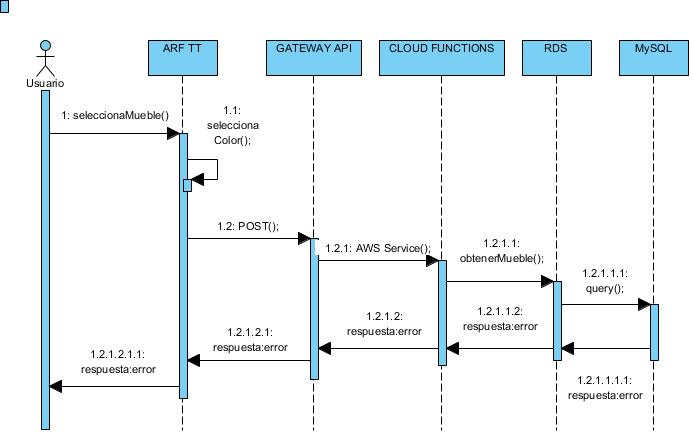 ARF TT
GATEWAY API
CLOUD FUNCTIONS
RDS
MySQL
Usuario
1: seleccionaMueble()
1.1:
selecciona
Color();
1.2: POST();
1.2.1: AWS Service();
1.2.1.1:
obtenerMueble();
1.2.1.1.1:
query();
1.2.1.1.2:
respuesta:error
1.2.1.2:
respuesta:error
1.2.1.2.1:
respuesta:error
1.2.1.2.1.1:
respuesta:error
1.2.1.1.1.1:
respuesta:error